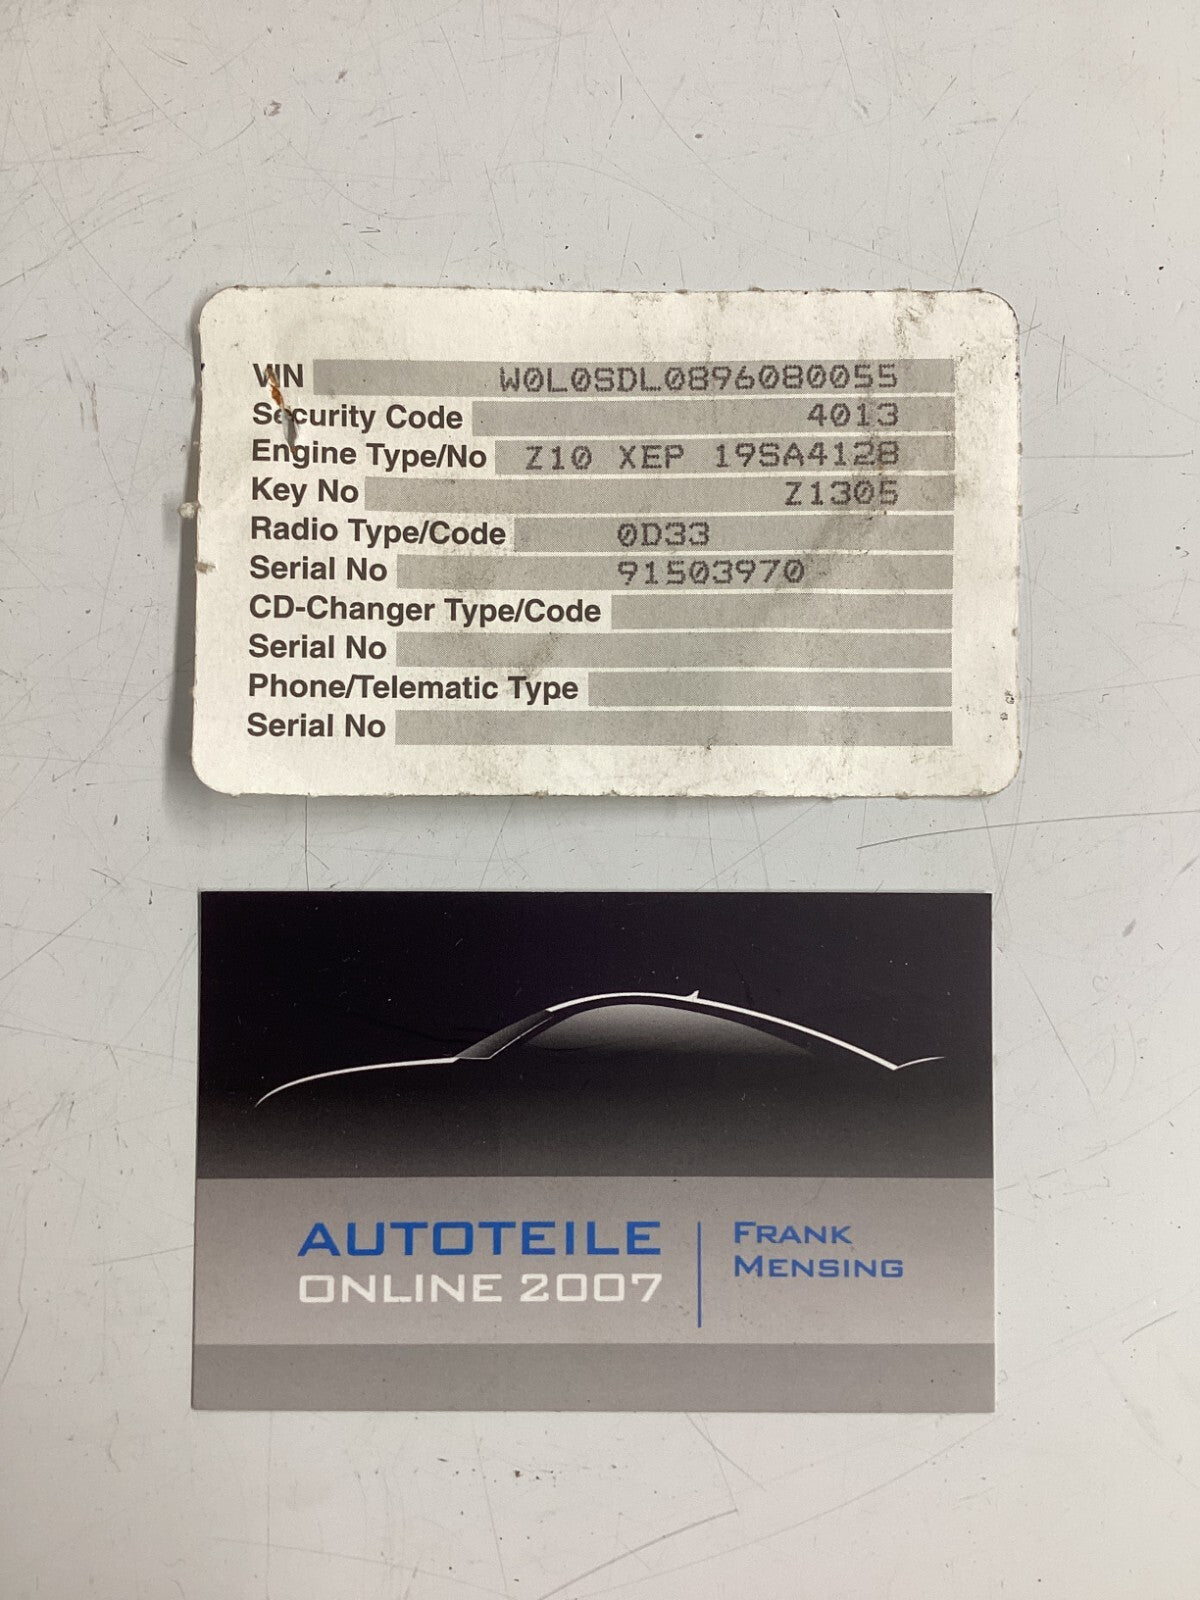 VIN W0L0SDL0896080055
Security Code 4013
Engine Type/No Z10 XEP 19SA4128
Key No Z1305
Radio Type/Code 0D33
Serial No 91503970
CD-Changer Type/Code
Serial No
Phone/Telematic Type
Serial No
AUTOTEILE
ONLINE 2007
FRANK
MENSING